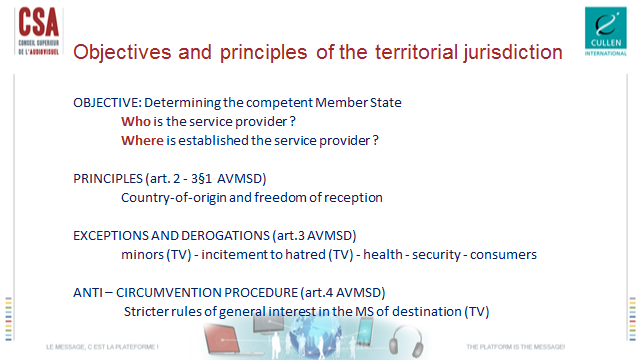 CSA
CONSEIL SUPERIEUR
DE L'AUDIOVISUEL
CULLEN
INTERNATIONAL
Objectives and principles of the territorial jurisdiction
OBJECTIVE: Determining the competent Member State
Who is the service provider ?
Where is established the service provider ?
PRINCIPLES (art. 2 - 3§1 AVMSD)
Country-of-origin and freedom of reception
EXCEPTIONS AND DEROGATIONS (art.3 AVMSD)
minors (TV) - incitement to hatred (TV) - health - security - consumers
ANTI – CIRCUMVENTION PROCEDURE (art.4 AVMSD)
Stricter rules of general interest in the MS of destination (TV)
LE MESSAGE, C EST LA PLATEFORME !
THE PLATFORM IS THE MESSAGE!